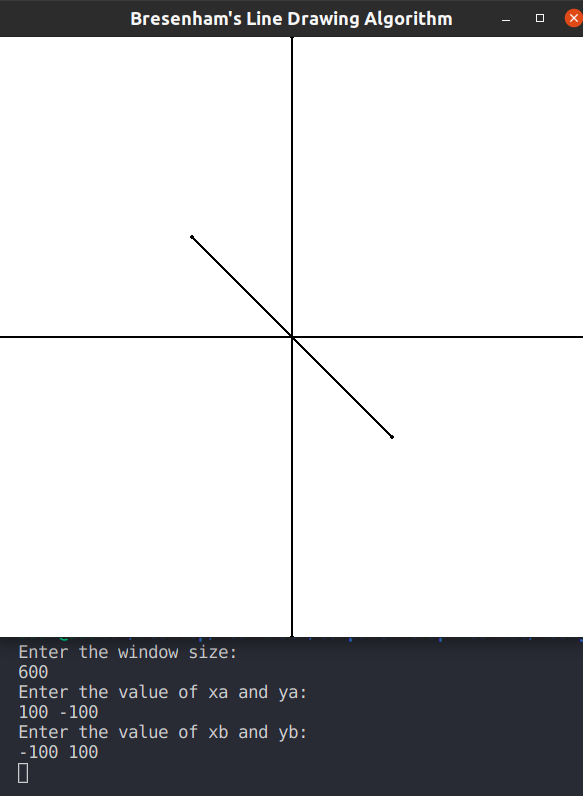 Bresenham's Line Drawing Algorithm
Enter the window size:
600
Enter the value of xa and ya:
100 -100
Enter the value of xb and yb:
-100 100